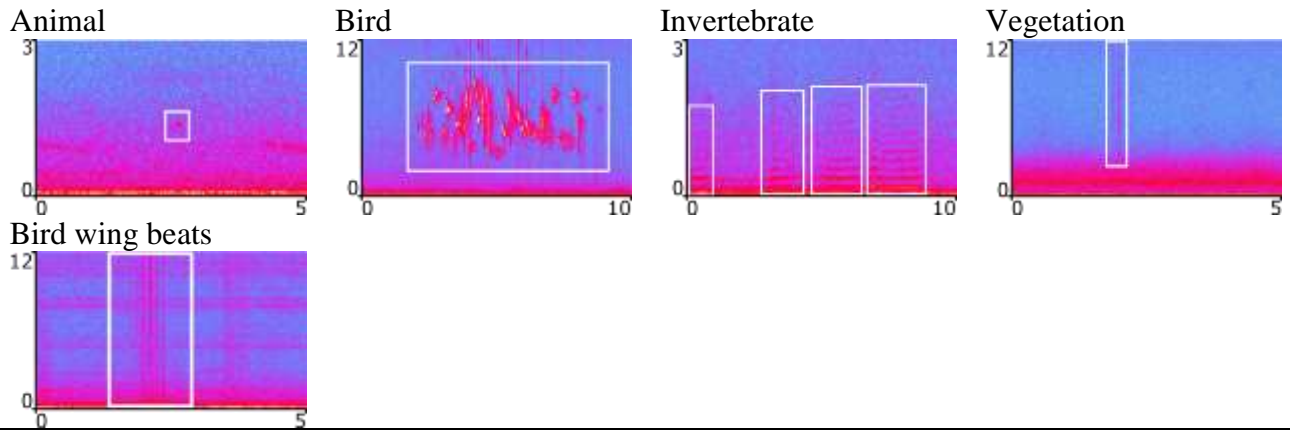 Animal Bird Invertebrate Vegetation
3 12 3 12
0 0 0 0
0 5 0 10 0 10 0 5
Bird wing beats
12
0
0 5